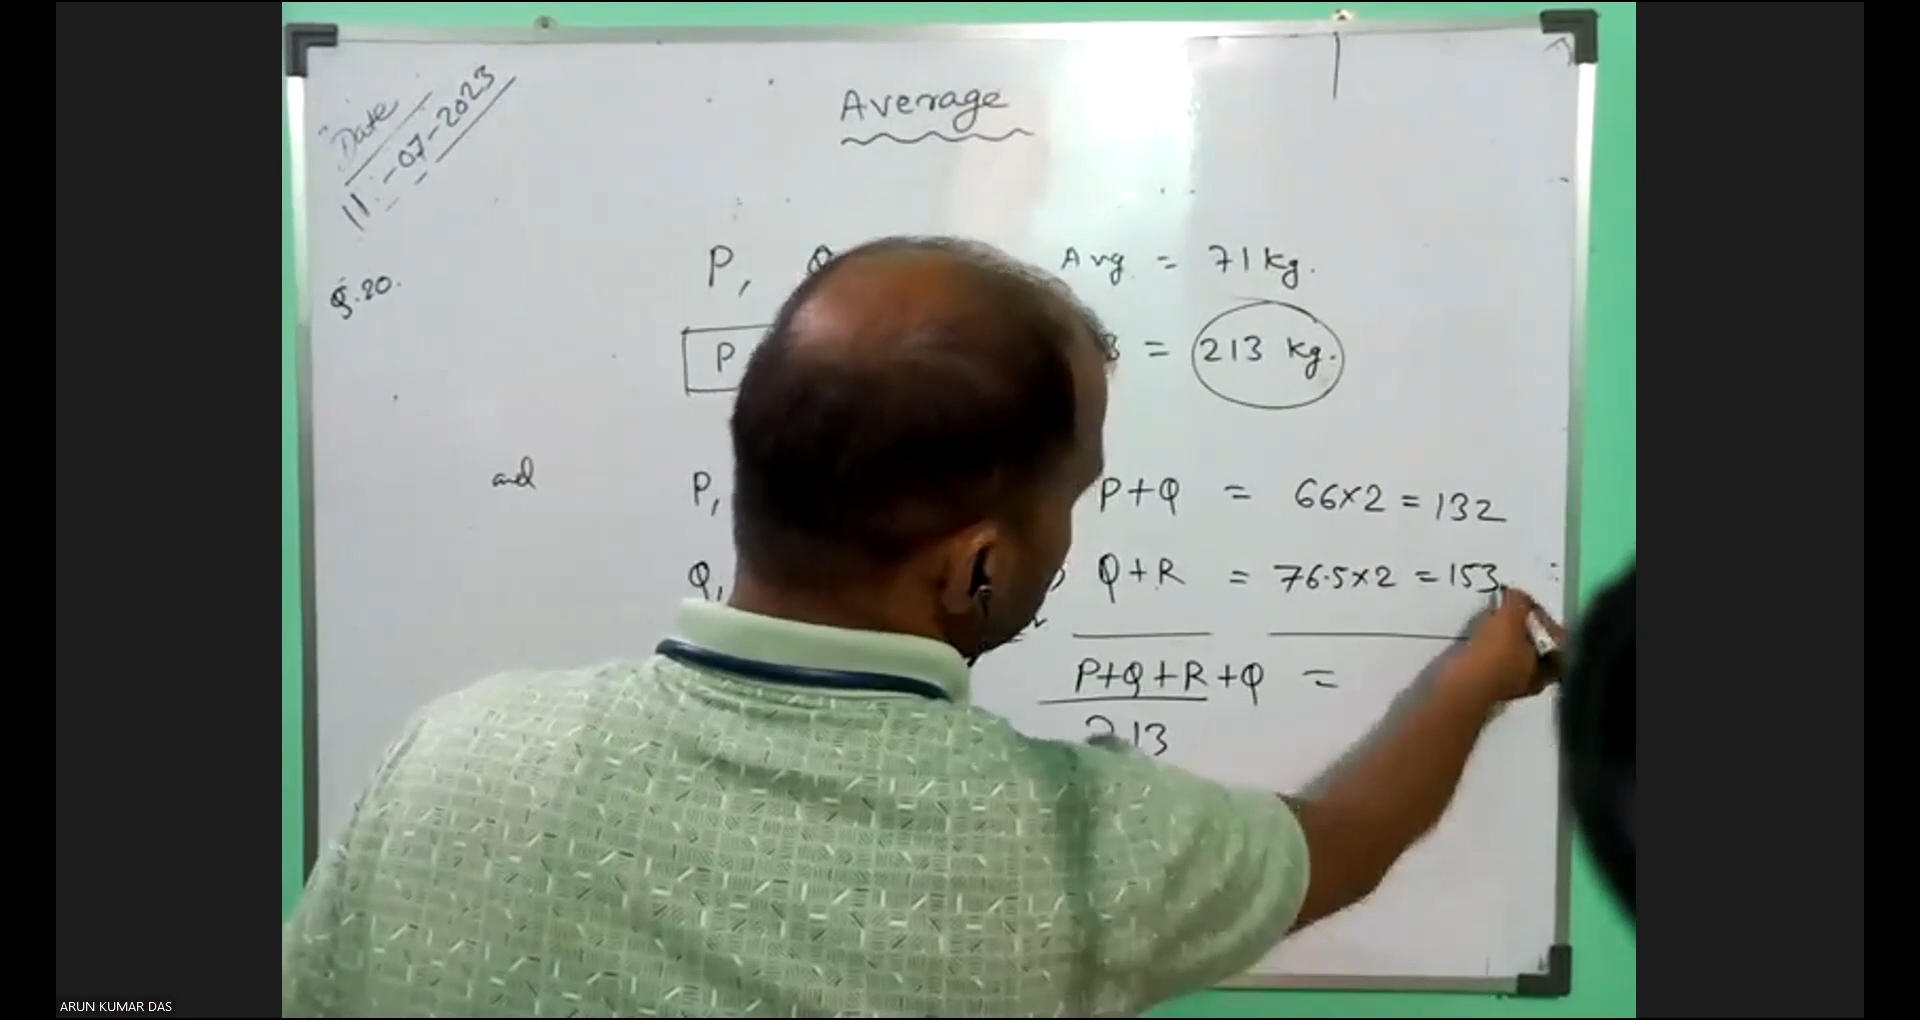 Average
Date
11-07-2023
Q.20.
P, Q Avg = 71 kg.
P 3 = 213 kg.
and P, P+Q = 66×2 = 132
Q, Q+R = 76.5×2 = 153
P+Q+R+Q =
213
ARUN KUMAR DAS